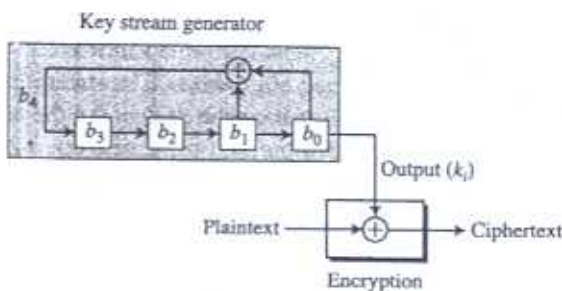 Key stream generator
b₄
b₃ b₂ b₁ b₀
Output (kᵢ)
Plaintext
Ciphertext
Encryption